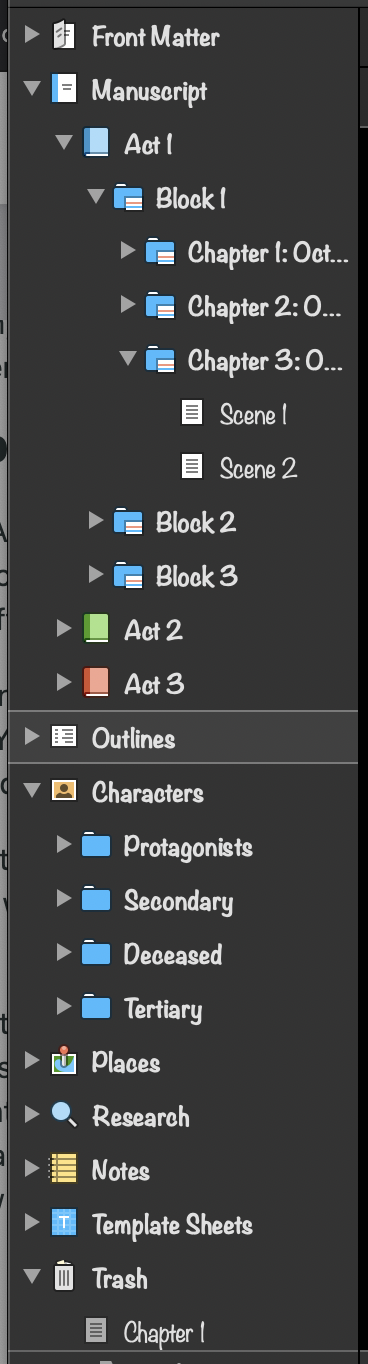 Front Matter
Manuscript
Act 1
Block 1
Chapter 1: Oct...
Chapter 2: O...
Chapter 3: O...
Scene 1
Scene 2
Block 2
Block 3
Act 2
Act 3
Outlines
Characters
Protagonists
Secondary
Deceased
Tertiary
Places
Research
Notes
Template Sheets
Trash
Chapter 1